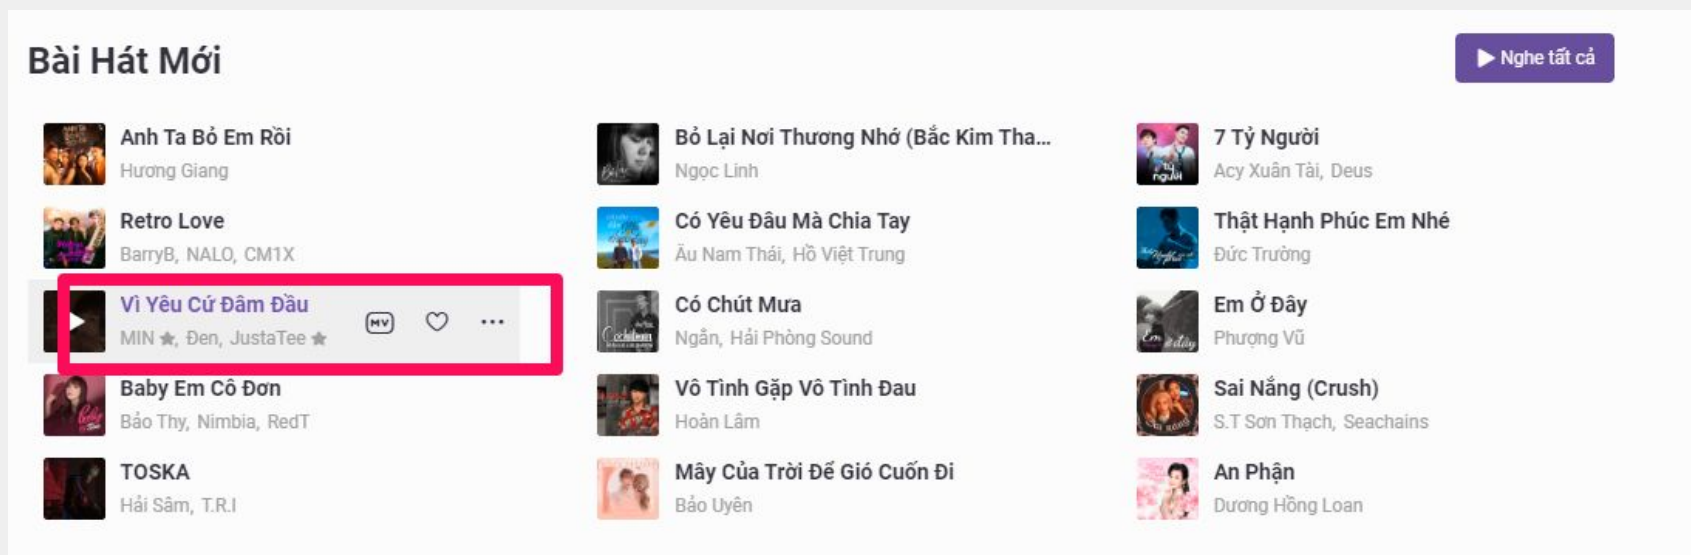 Bài Hát Mới
Nghe tất cả
Anh Ta Bỏ Em Rồi
Hương Giang
Retro Love
BarryB, NALO, CM1X
Vì Yêu Cứ Đâm Đầu
MIN ★, Đen, JustaTee ★
MV
Baby Em Cô Đơn
Bảo Thy, Nimbia, RedT
TOSKA
Hải Sâm, T.R.I
Bỏ Lại Nơi Thương Nhớ (Bắc Kim Tha...
Ngọc Linh
Có Yêu Đâu Mà Chia Tay
Âu Nam Thái, Hồ Việt Trung
Có Chút Mưa
Ngắn, Hải Phòng Sound
Vô Tình Gặp Vô Tình Đau
Hoàn Lâm
Mây Của Trời Để Gió Cuốn Đi
Bảo Uyên
7 Tỷ Người
Acy Xuân Tài, Deus
Thật Hạnh Phúc Em Nhé
Đức Trường
Em Ở Đây
Phượng Vũ
Sai Nắng (Crush)
S.T Sơn Thạch, Seachains
An Phận
Dương Hồng Loan